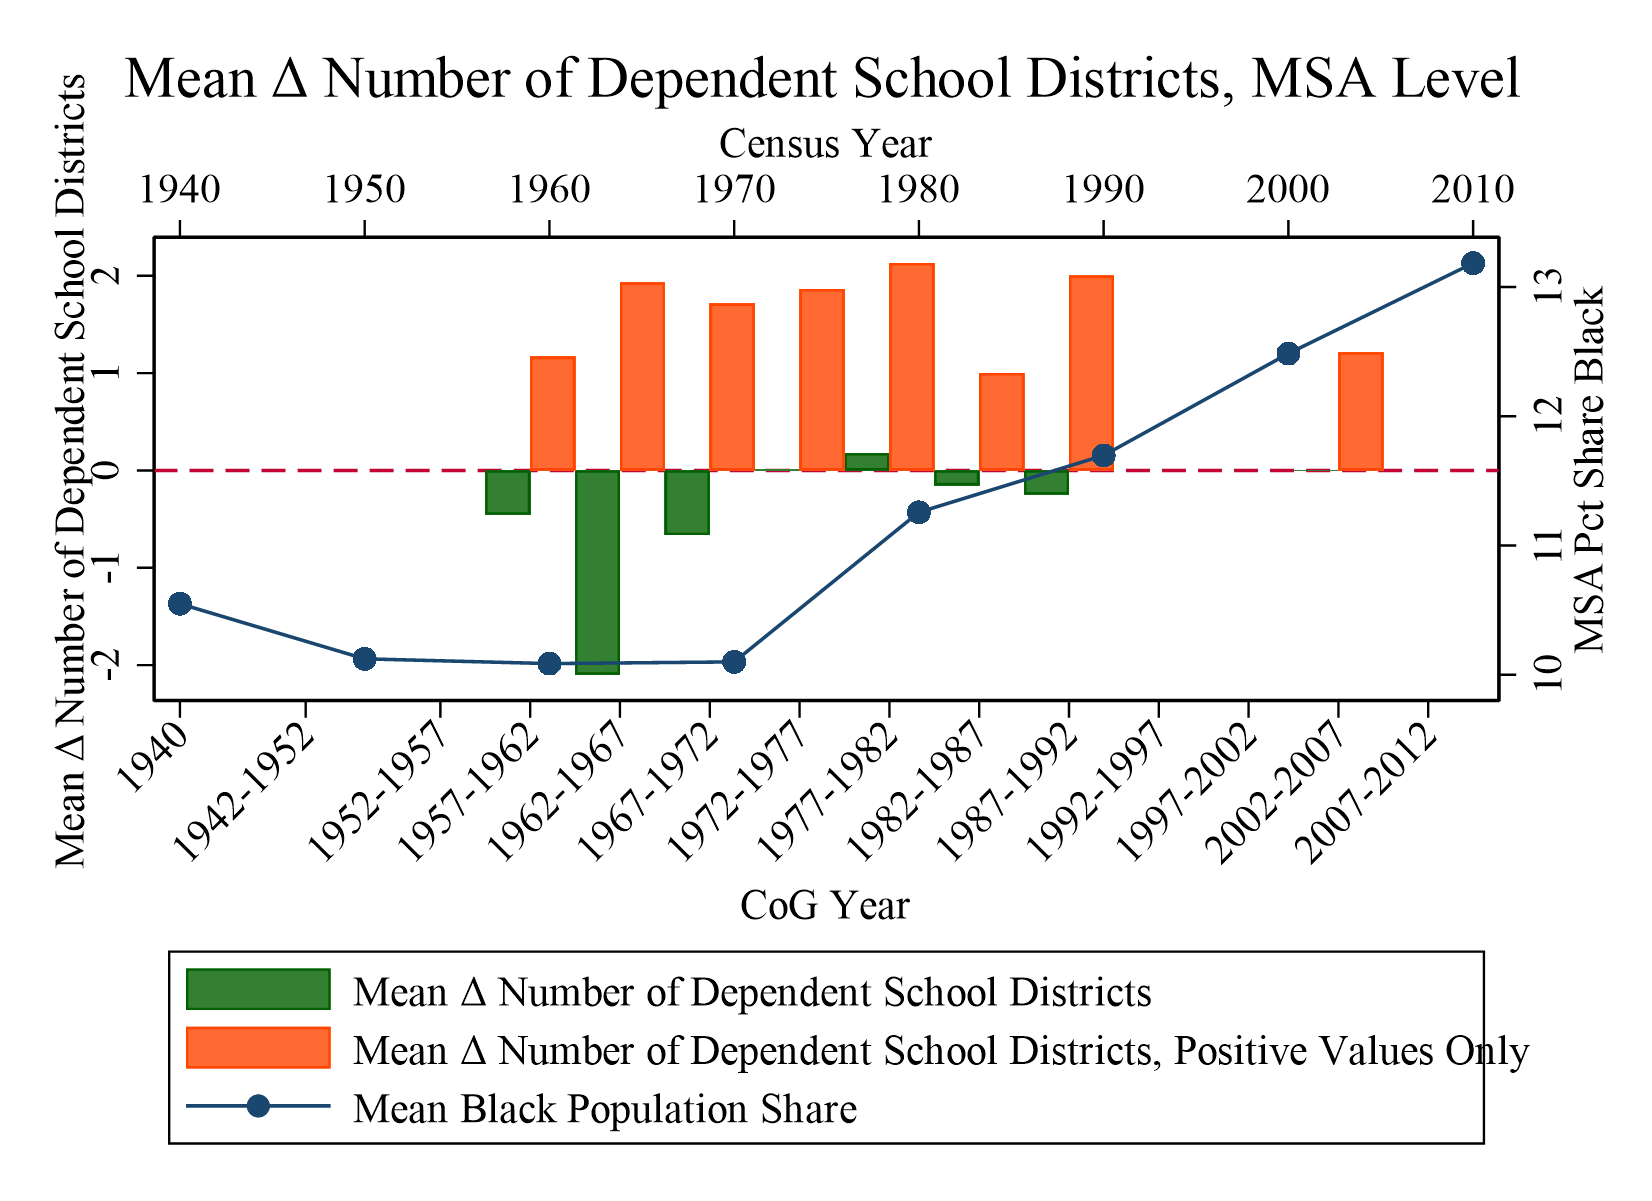 Mean Δ Number of Dependent School Districts, MSA Level
Census Year
1940 1950 1960 1970 1980 1990 2000 2010
Mean Δ Number of Dependent School Districts
2
1
0
-1
-2
13
12
11
10
MSA Pct Share Black
1940 1942-1952 1952-1957 1957-1962 1962-1967 1967-1972 1972-1977 1977-1982 1982-1987 1987-1992 1992-1997 1997-2002 2002-2007 2007-2012
CoG Year
Mean Δ Number of Dependent School Districts
Mean Δ Number of Dependent School Districts, Positive Values Only
Mean Black Population Share